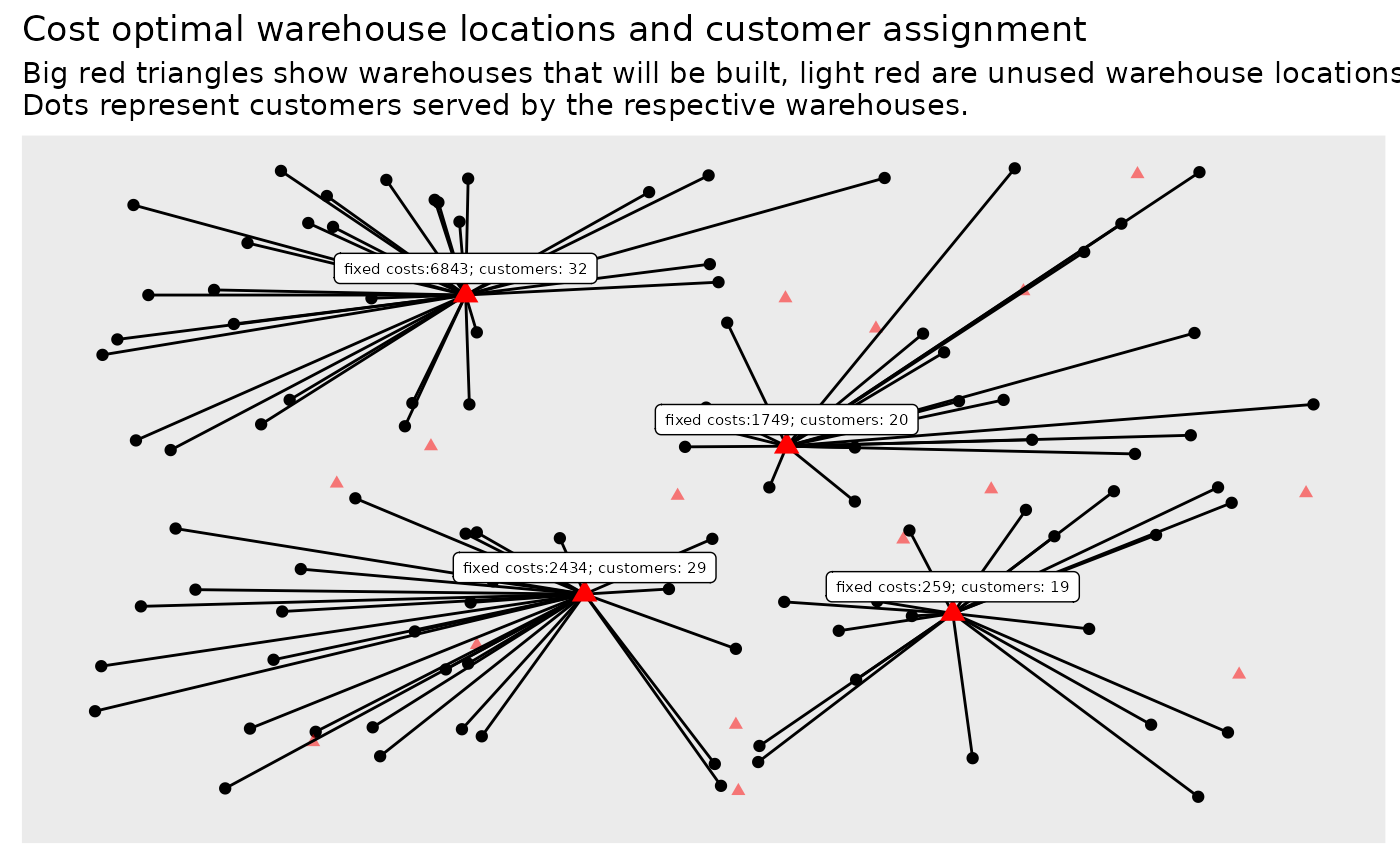 Cost optimal warehouse locations and customer assignment
Big red triangles show warehouses that will be built, light red are unused warehouse locations
Dots represent customers served by the respective warehouses.
fixed costs:6843; customers: 32
fixed costs:1749; customers: 20
fixed costs:2434; customers: 29
fixed costs:259; customers: 19